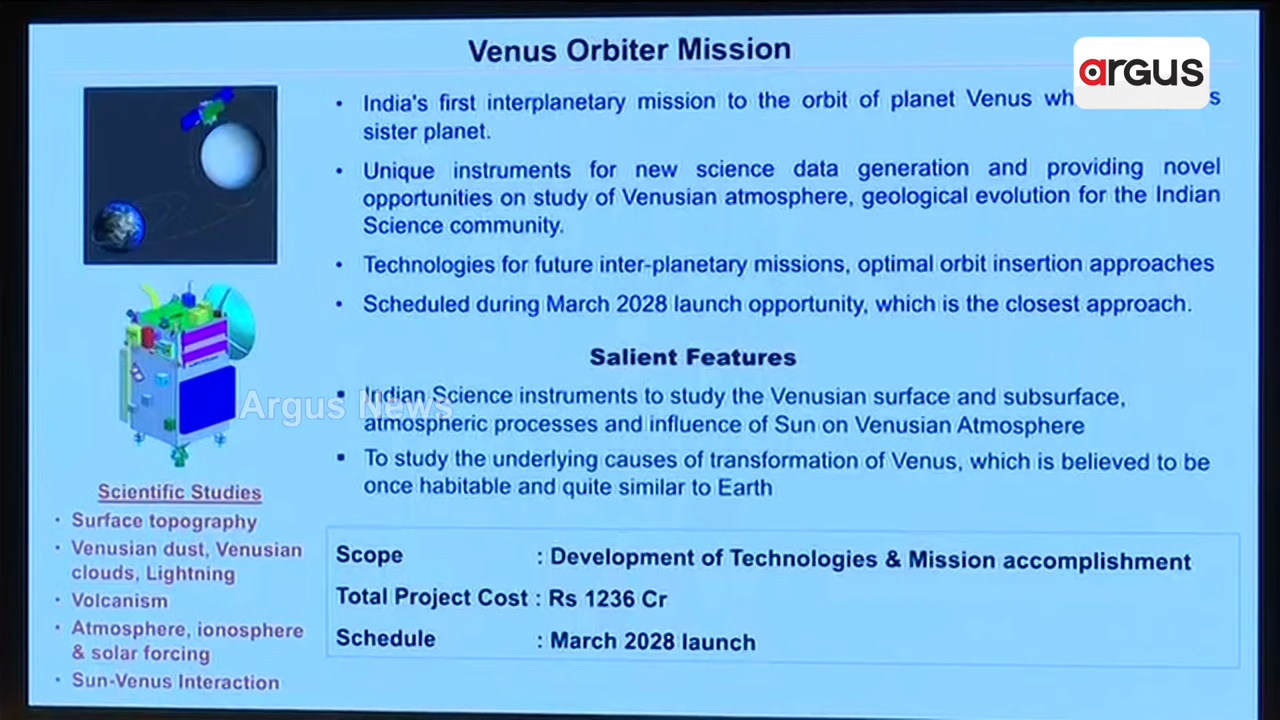 Venus Orbiter Mission
argus
• India's first interplanetary mission to the orbit of planet Venus
sister planet.
• Unique instruments for new science data generation and providing novel
opportunities on study of Venusian atmosphere, geological evolution for the Indian
Science community.
• Technologies for future inter-planetary missions, optimal orbit insertion approaches
• Scheduled during March 2028 launch opportunity, which is the closest approach.
Salient Features
▪ Indian Science instruments to study the Venusian surface and subsurface,
atmospheric processes and influence of Sun on Venusian Atmosphere
▪ To study the underlying causes of transformation of Venus, which is believed to be
once habitable and quite similar to Earth
Argus News
Scientific Studies
• Surface topography
• Venusian dust, Venusian
clouds, Lightning
• Volcanism
• Atmosphere, ionosphere
& solar forcing
• Sun-Venus Interaction
Scope : Development of Technologies & Mission accomplishment
Total Project Cost : Rs 1236 Cr
Schedule : March 2028 launch